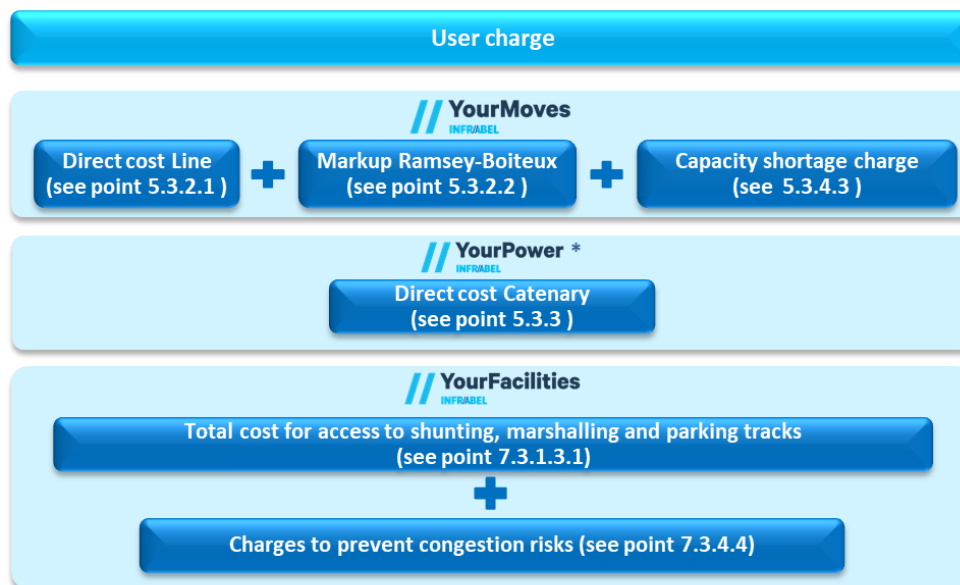 User charge
// YourMoves
INFRABEL
Direct cost Line
(see point 5.3.2.1 )
+
Markup Ramsey-Boiteux
(see point 5.3.2.2 )
+
Capacity shortage charge
(see 5.3.4.3 )
// YourPower *
INFRABEL
Direct cost Catenary
(see point 5.3.3 )
// YourFacilities
INFRABEL
Total cost for access to shunting, marshalling and parking tracks
(see point 7.3.1.3.1)
+
Charges to prevent congestion risks (see point 7.3.4.4)